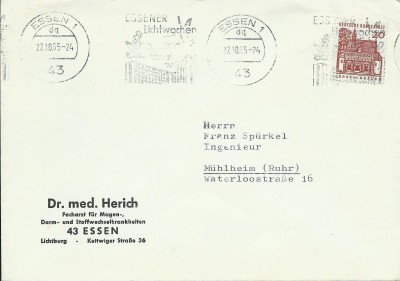 ESSEN 1
dq
22.10.65-24
43
ESSENER
Lichtwochen
ESSEN 1
dq
22.10.65-24
43
DEUTSCHE BUNDESPOST
20
LORSCH/HESSEN
Herrn
Franz Spürkel
Ingenieur
Mühlheim (Ruhr)
Waterloostraße 16
Dr. med. Herich
Facharzt für Magen-,
Darm- und Stoffwechselkrankheiten
43 ESSEN
Lichtburg - Kettwiger Straße 36